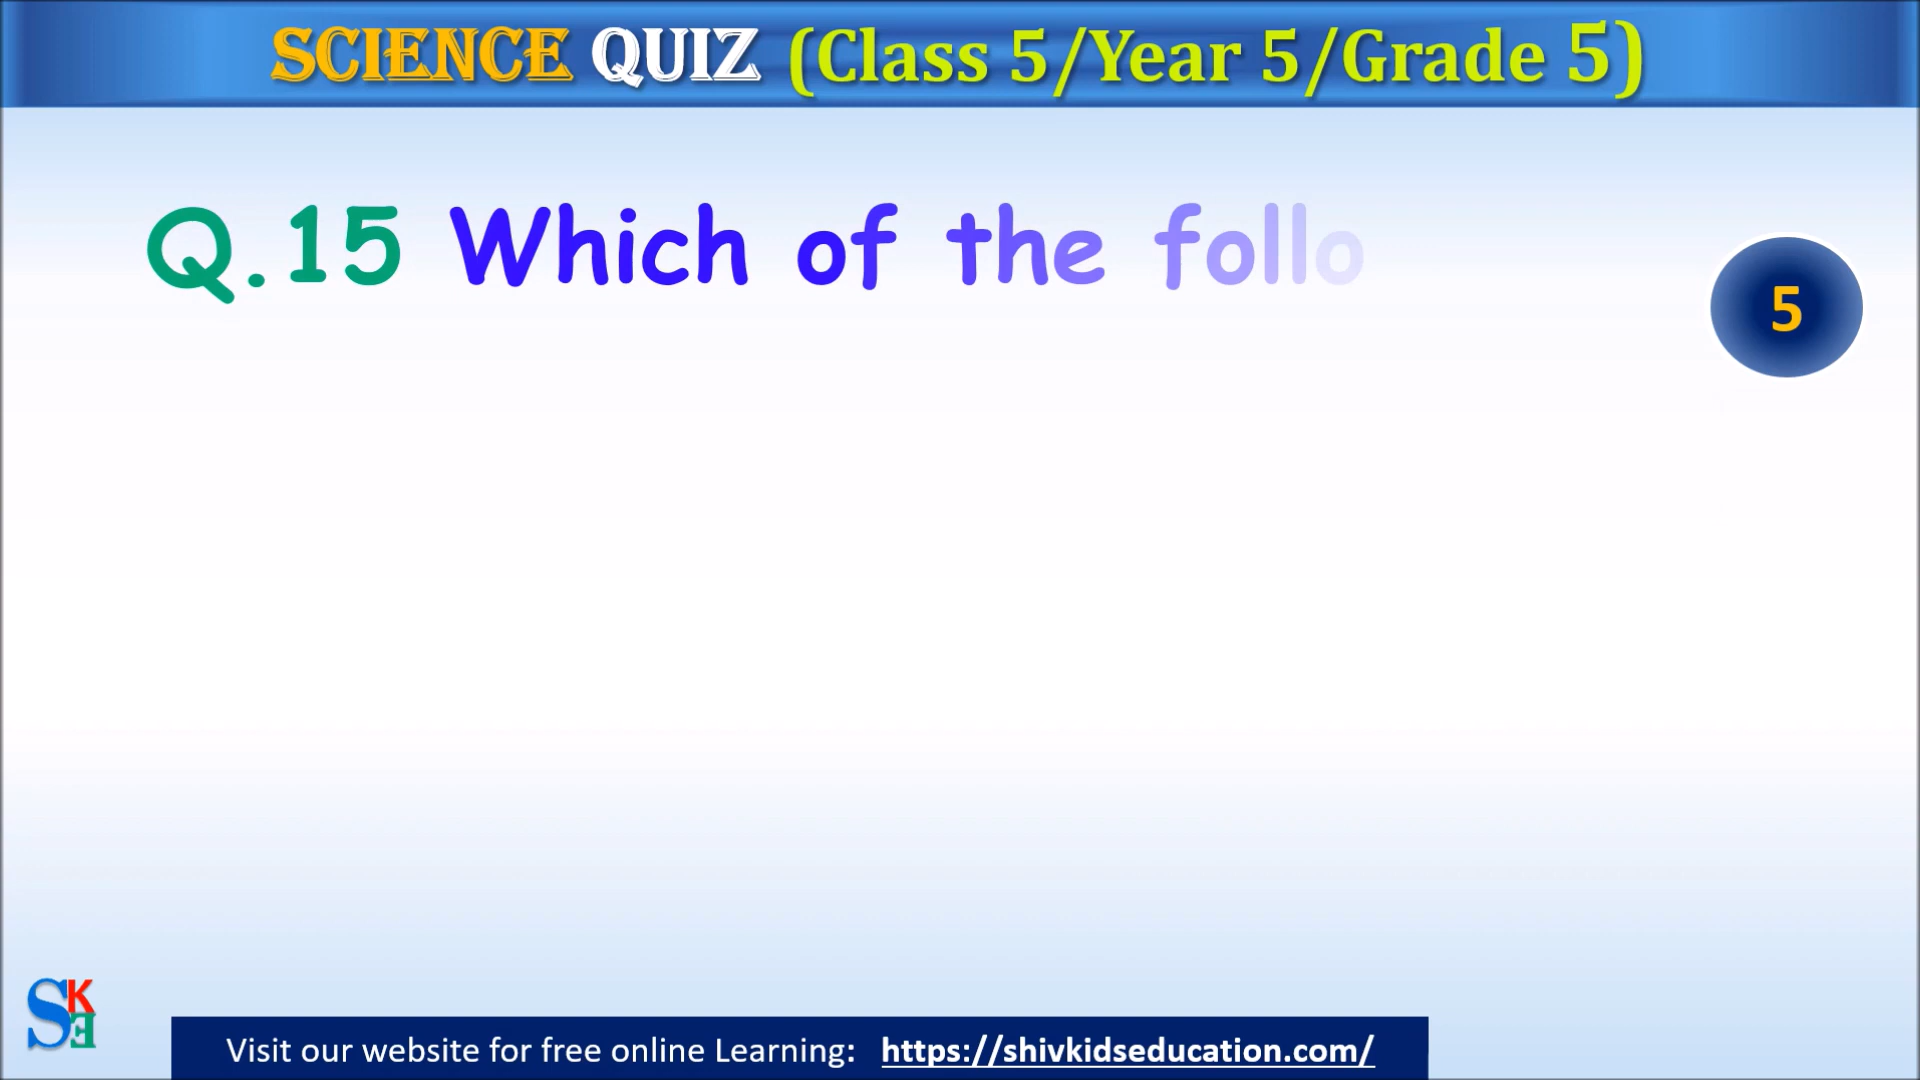 SCIENCE QUIZ (Class 5/Year 5/Grade 5)
Q.15 Which of the follo
5
SKE
Visit our website for free online Learning: https://shivkidseducation.com/